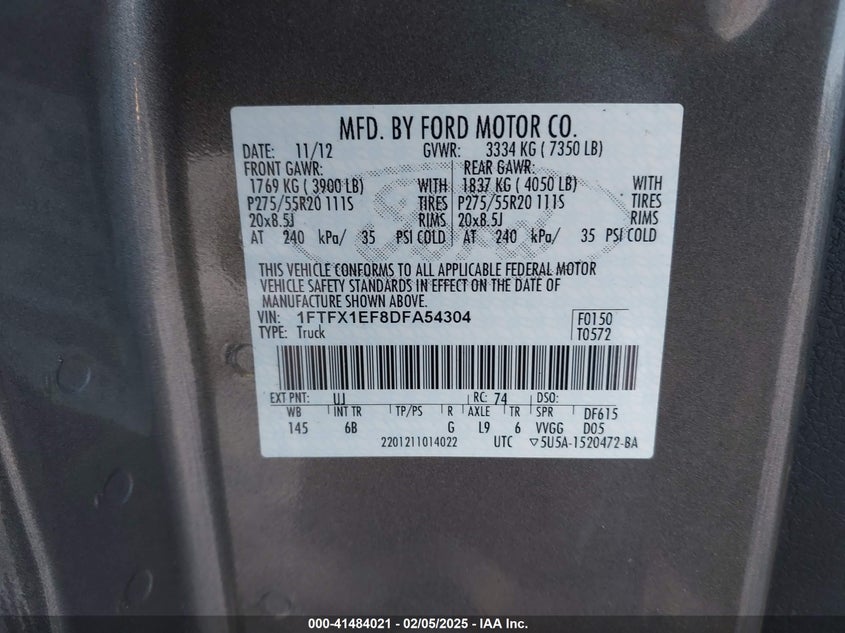 MFD. BY FORD MOTOR CO.
DATE: 11/12 GVWR: 3334 KG ( 7350 LB)
FRONT GAWR: REAR GAWR:
1769 KG ( 3900 LB) WITH 1837 KG ( 4050 LB) WITH
P275/55R20 111S TIRES P275/55R20 111S TIRES
20x8.5J RIMS 20x8.5J RIMS
AT 240 kPa/ 35 PSI COLD AT 240 kPa/ 35 PSI COLD
THIS VEHICLE CONFORMS TO ALL APPLICABLE FEDERAL MOTOR
VEHICLE SAFETY STANDARDS IN EFFECT ON THE DATE OF
MANUFACTURE SHOWN ABOVE.
VIN: 1FTFX1EF8DFA54304 F0150
TYPE: Truck T0572
EXT PNT: UJ RC: 74 DSO:
WB INT TR TP/PS R AXLE TR SPR DF615
145 6B G L9 6 VVGG D05
2201211014022 UTC ▽5U5A-1520472-BA
000-41484021 - 02/05/2025 - IAA Inc.